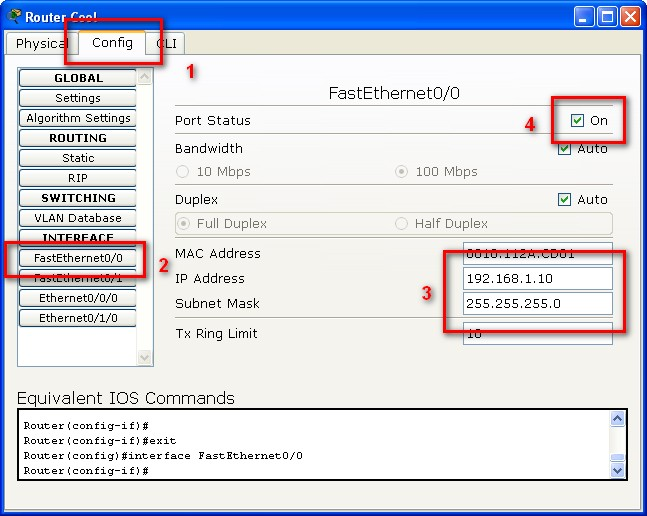 Router Cool
Physical Config CLI
1
GLOBAL
Settings
Algorithm Settings
ROUTING
Static
RIP
SWITCHING
VLAN Database
INTERFACE
FastEthernet0/0
2
FastEthernet0/1
Ethernet0/0/0
Ethernet0/1/0
FastEthernet0/0
Port Status On
4
Bandwidth Auto
10 Mbps 100 Mbps
Duplex Auto
Full Duplex Half Duplex
MAC Address 0010.112A.CD01
IP Address 192.168.1.10
3
Subnet Mask 255.255.255.0
Tx Ring Limit 10
Equivalent IOS Commands
Router(config-if)#
Router(config-if)#exit
Router(config)#interface FastEthernet0/0
Router(config-if)#